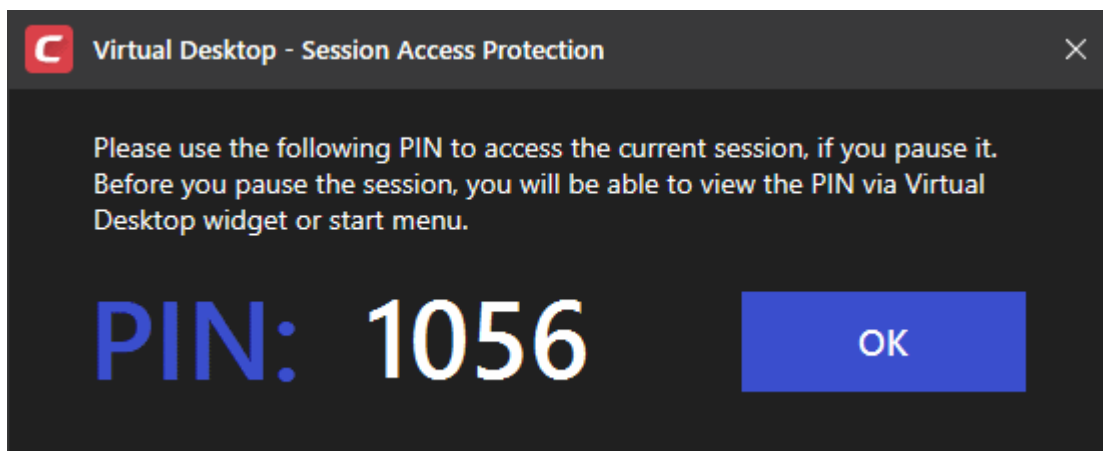 Virtual Desktop - Session Access Protection
Please use the following PIN to access the current session, if you pause it.
Before you pause the session, you will be able to view the PIN via Virtual
Desktop widget or start menu.
PIN: 1056
OK